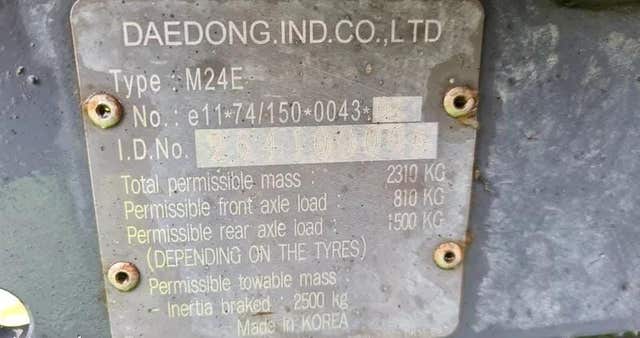 DAEDONG.IND.CO.,LTD
Type : M24E
No. : e11*74/150*0043*
I.D.No.
Total permissible mass : 2310 KG
Permissible front axle load : 810 KG
Permissible rear axle load : 1500 KG
(DEPENDING ON THE TYRES)
Permissible towable mass :
- Inertia braked : 2500 kg
Made in KOREA